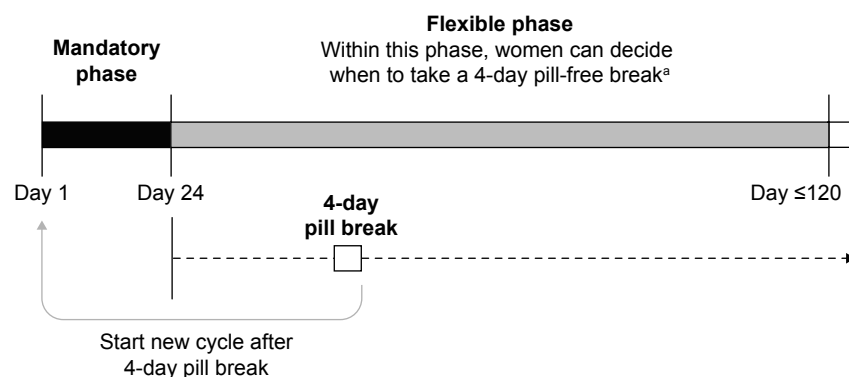 Mandatory
phase
Flexible phase
Within this phase, women can decide
when to take a 4-day pill-free breakᵃ
Day 1
Day 24
Day ≤120
4-day
pill break
Start new cycle after
4-day pill break